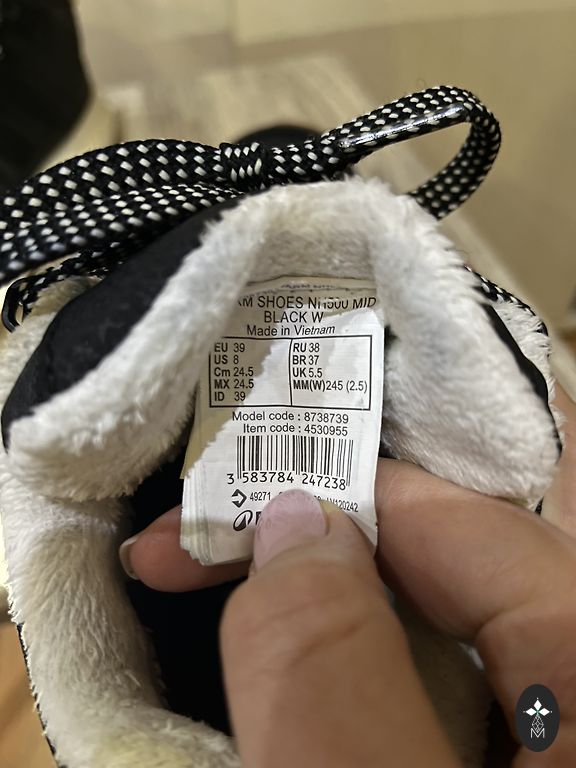 SHOES NH500 MID
BLACK W
Made in Vietnam
EU 39 RU 38
US 8 BR 37
Cm 24.5 UK 5.5
MX 24.5 MM(W)245 (2.5)
ID 39
Model code : 8738739
Item code : 4530955
3 583784 247238
49271
M